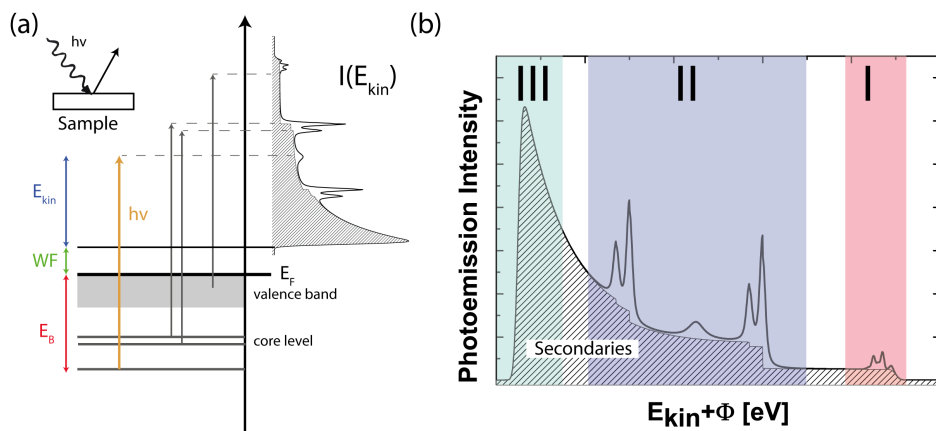 (a)
hν
Sample
I(E_kin)
E_kin
hν
WF
E_F
valence band
E_B
core level
(b)
III
II
I
Photoemission Intensity
Secondaries
E_kin+Φ [eV]